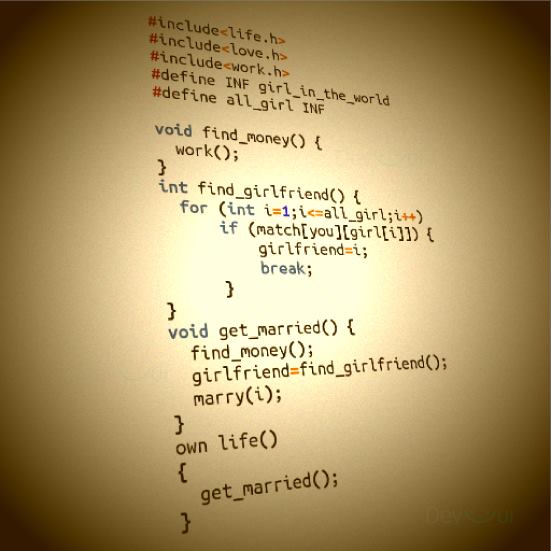 #include<life.h>
#include<love.h>
#include<work.h>
#define INF girl_in_the_world
#define all_girl INF
void find_money() {
work();
}
int find_girlfriend() {
for (int i=1;i<=all_girl;i++)
if (match[you][girl[i]]) {
girlfriend=i;
break;
}
}
void get_married() {
find_money();
girlfriend=find_girlfriend();
marry(i);
}
own life()
{
get_married();
}